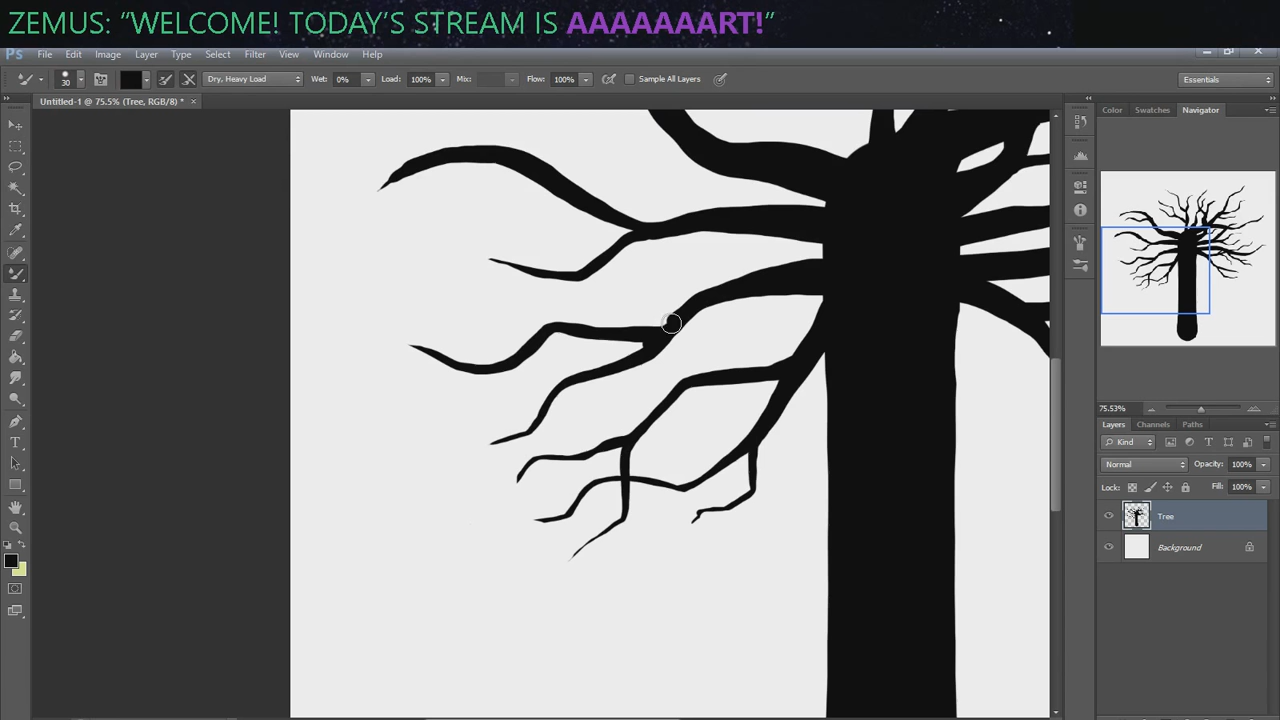 ZEMUS: “WELCOME! TODAY’S STREAM IS AAAAAAART!”
Ps File Edit Image Layer Type Select Filter View Window Help
30 Dry, Heavy Load Wet: 0% Load: 100% Mix: Flow: 100% Sample All Layers Essentials
Untitled-1 @ 75.5% (Tree, RGB/8) * ×
Color Swatches Navigator
75.53%
Layers Channels Paths
Kind
Normal Opacity: 100%
Lock: Fill: 100%
Tree
Background